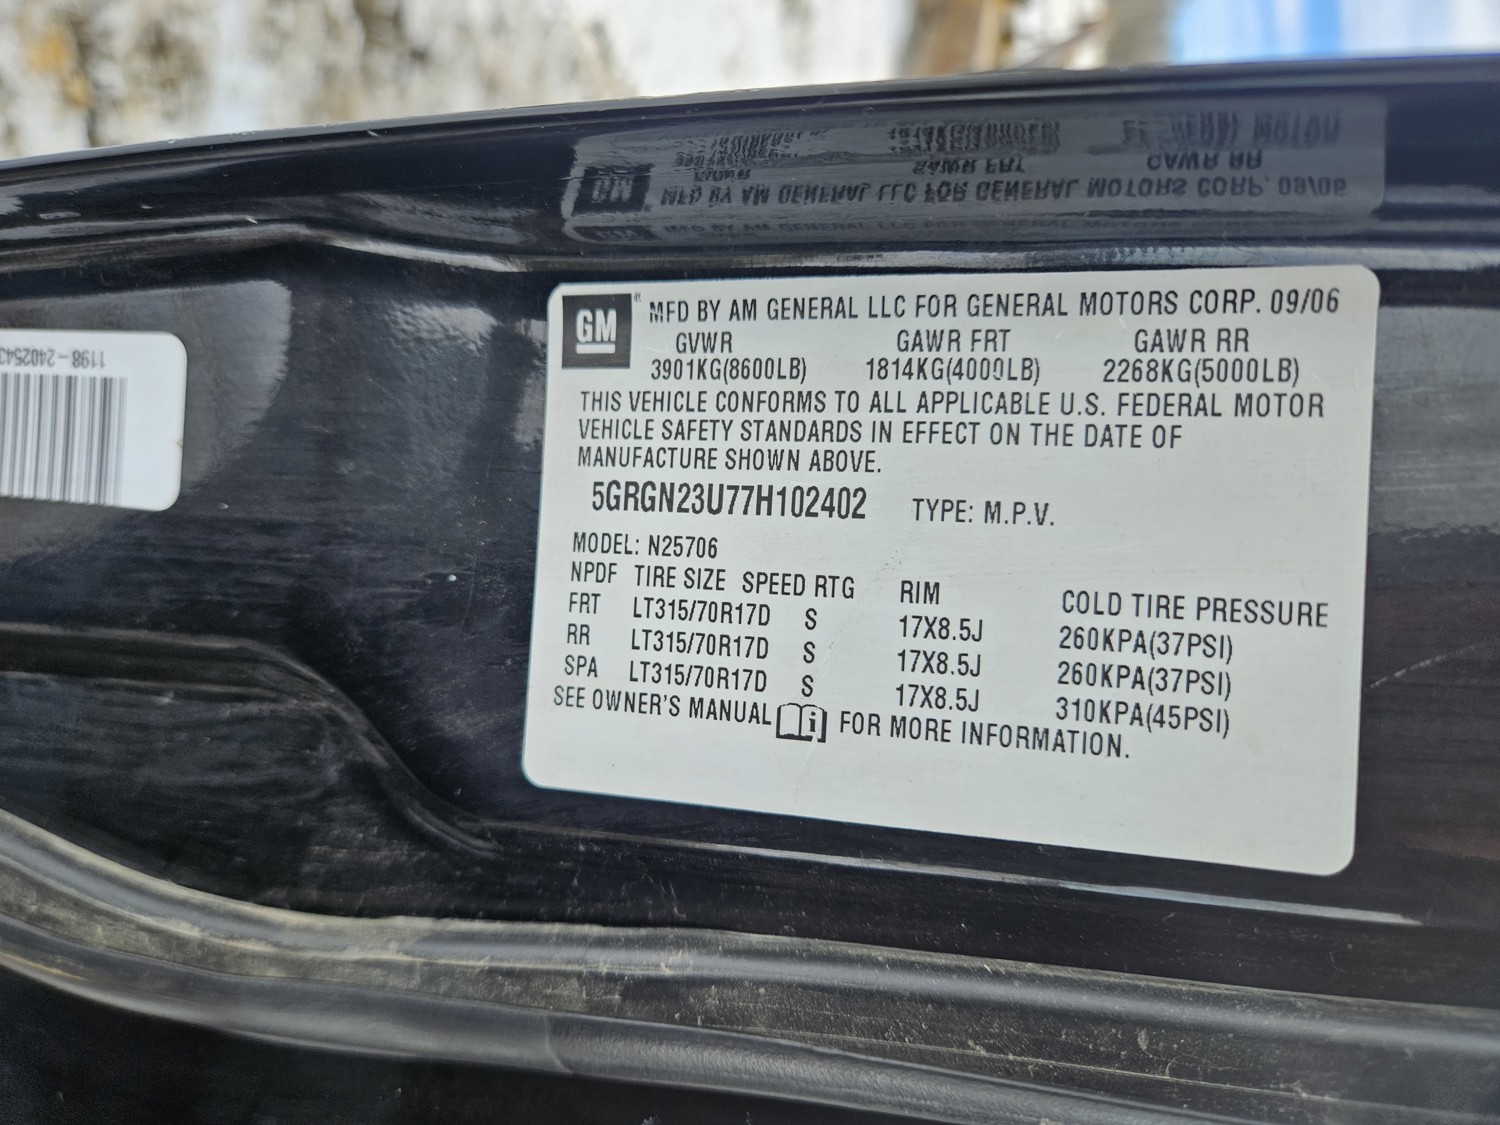 GM® MFD BY AM GENERAL LLC FOR GENERAL MOTORS CORP. 09/06
GVWR GAWR FRT GAWR RR
3901KG(8600LB) 1814KG(4000LB) 2268KG(5000LB)
THIS VEHICLE CONFORMS TO ALL APPLICABLE U.S. FEDERAL MOTOR
VEHICLE SAFETY STANDARDS IN EFFECT ON THE DATE OF
MANUFACTURE SHOWN ABOVE.
5GRGN23U77H102402 TYPE: M.P.V.
MODEL: N25706
NPDF TIRE SIZE SPEED RTG RIM COLD TIRE PRESSURE
FRT LT315/70R17D S 17X8.5J 260KPA(37PSI)
RR LT315/70R17D S 17X8.5J 260KPA(37PSI)
SPA LT315/70R17D S 17X8.5J 310KPA(45PSI)
SEE OWNER'S MANUAL FOR MORE INFORMATION.